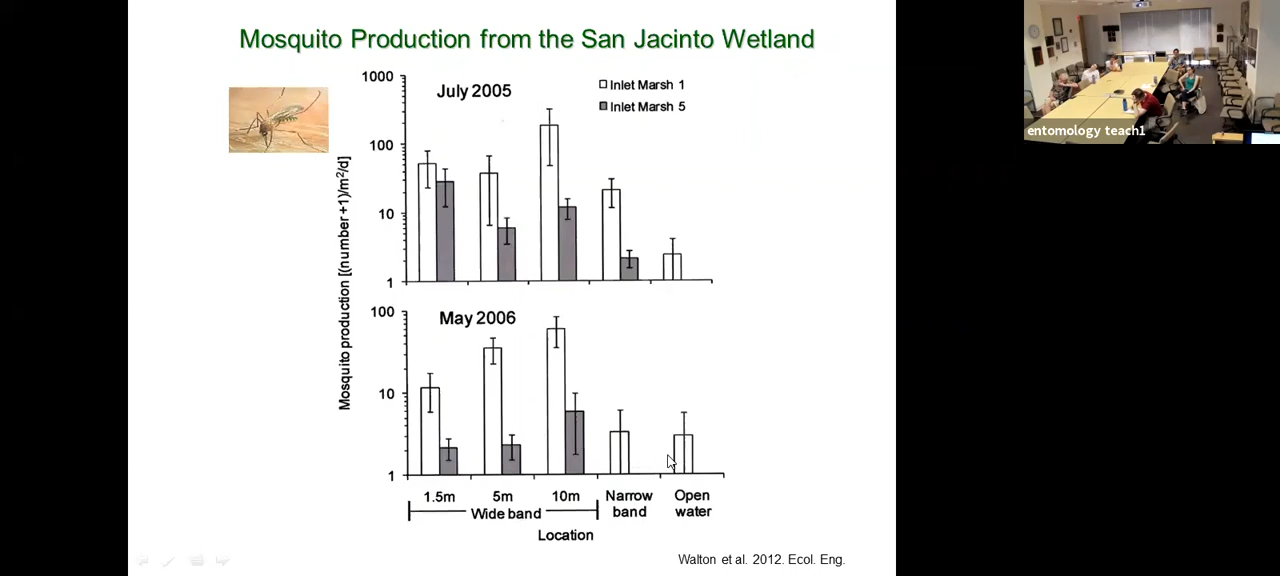 Mosquito Production from the San Jacinto Wetland
Mosquito production [(number +1)/m²/d]
July 2005
Inlet Marsh 1
Inlet Marsh 5
1000
100
10
1
May 2006
100
10
1
1.5m 5m 10m Narrow band Open water
Wide band
Location
Walton et al. 2012. Ecol. Eng.
entomology teach1